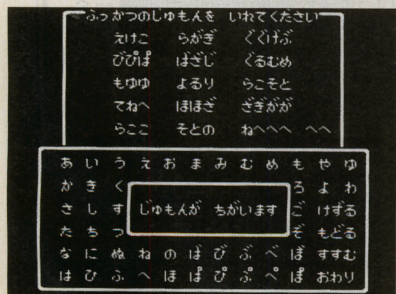 ふっかつのじゅもんを いれてください
えけこ らがぎ ぐぐげぶ
びぴぱ ばざじ ぐるむめ
もゆゆ よるり らこそと
てねへ ほほぎ ざぎがが
らここ そとの ねへへへ へへ
あ い う え お ま み む め も や ゆ
か き く ろ よ わ
さ し す じゅもんが ちがいます ご けずる
た ち つ ぞ もどる
な に ぬ ね の ば び ぶ べ ぼ すすむ
は ひ ふ へ ほ ぱ ぴ ぷ ぺ ぽ おわり